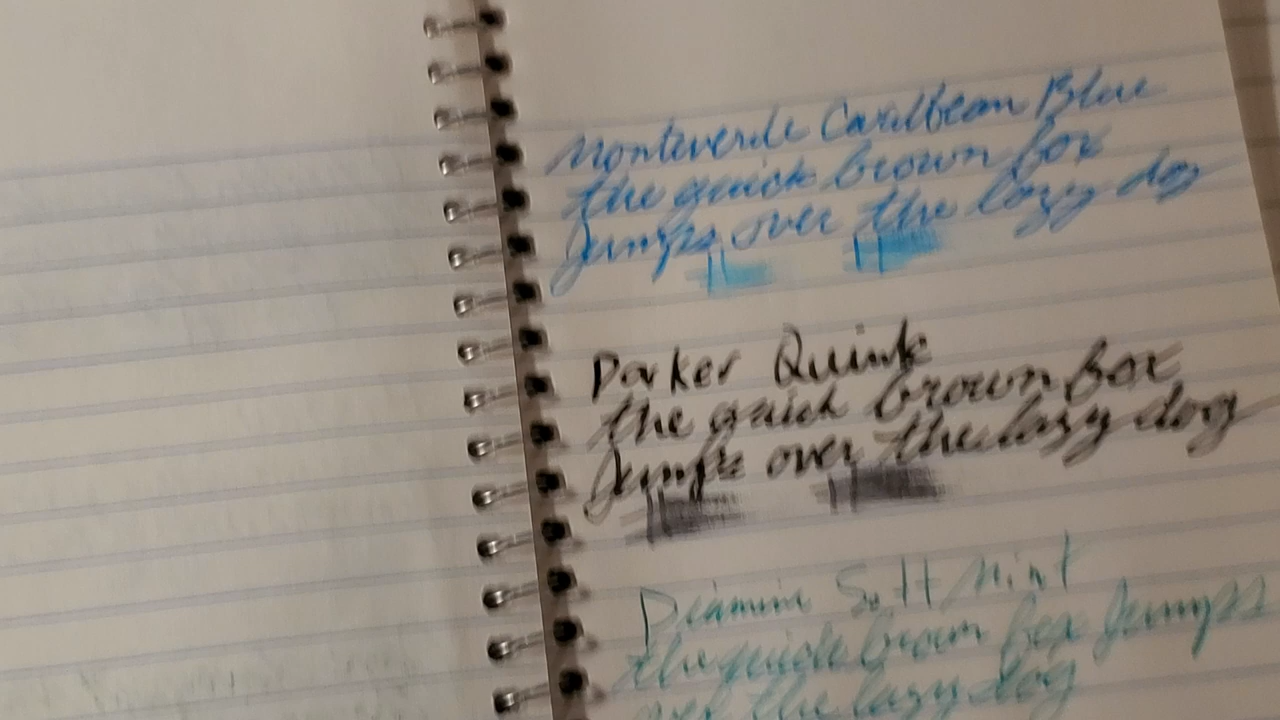 Monteverde Caribbean Blue
the quick brown fox
jumps over the lazy dog
Parker Quink
the quick brown fox
jumps over the lazy dog
Diamine Soft Mint
the quick brown fox jumps
over the lazy dog